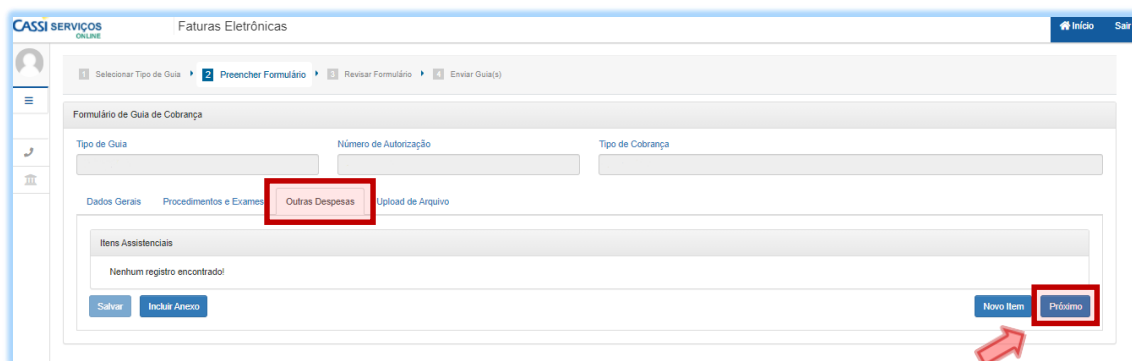 CASSI SERVIÇOS ONLINE Faturas Eletrônicas Início Sair
1 Selecionar Tipo de Guia 2 Preencher Formulário 3 Revisar Formulário 4 Enviar Guia(s)
Formulário de Guia de Cobrança
Tipo de Guia Número de Autorização Tipo de Cobrança
Dados Gerais Procedimentos e Exames Outras Despesas Upload de Arquivo
Itens Assistenciais
Nenhum registro encontrado!
Salvar Incluir Anexo Novo Item Próximo